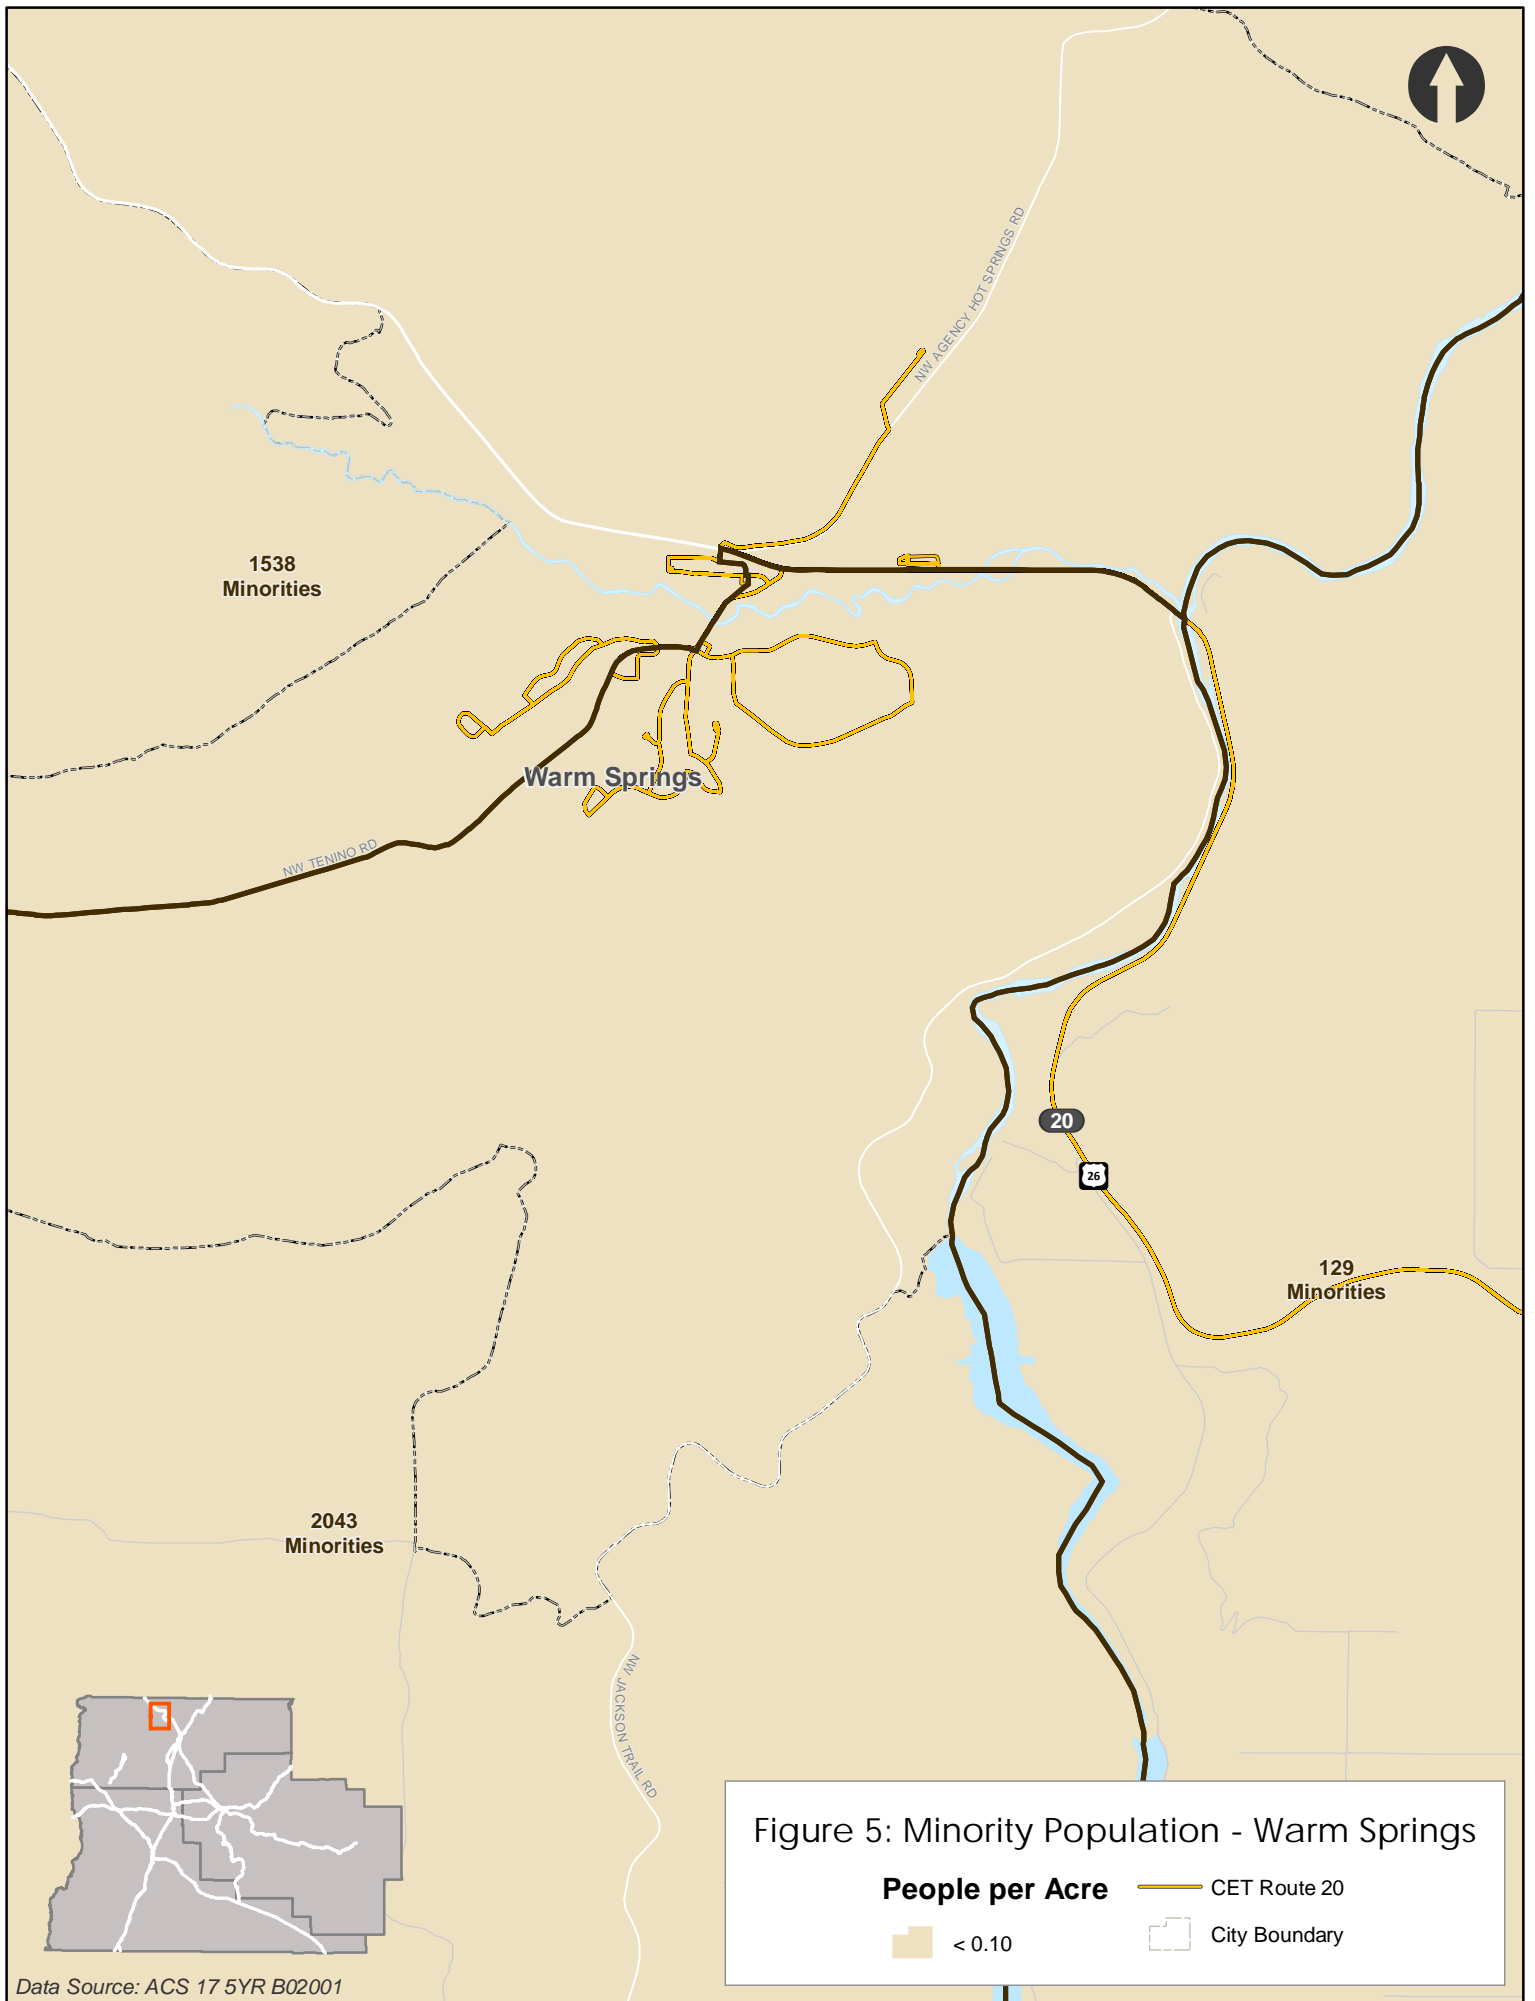 NW AGENCY HOT SPRINGS RD
1538
Minorities
Warm Springs
NW TENINO RD
20
26
129
Minorities
2043
Minorities
NW JACKSON TRAIL RD
Figure 5: Minority Population - Warm Springs
People per Acre
CET Route 20
< 0.10
City Boundary
Data Source: ACS 17 5YR B02001